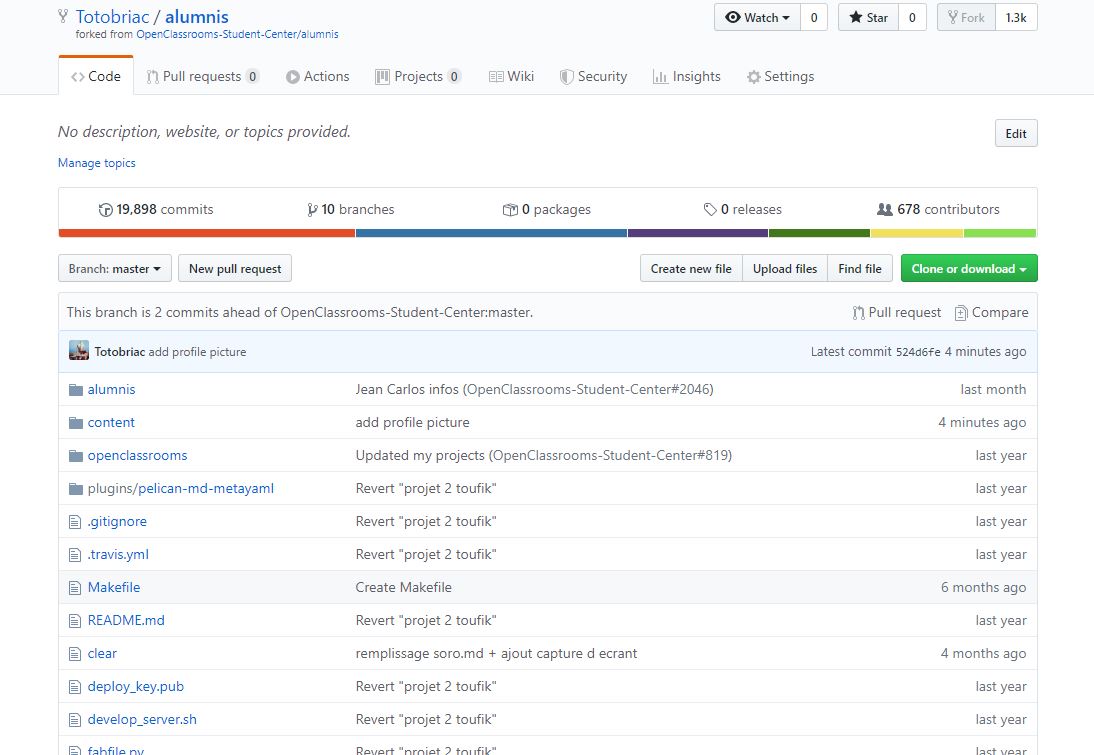 Totobriac / alumnis
Watch 0 Star 0 Fork 1.3k
forked from OpenClassrooms-Student-Center/alumnis
Code Pull requests 0 Actions Projects 0 Wiki Security Insights Settings
No description, website, or topics provided.
Edit
Manage topics
19,898 commits 10 branches 0 packages 0 releases 678 contributors
Branch: master New pull request Create new file Upload files Find file Clone or download
This branch is 2 commits ahead of OpenClassrooms-Student-Center:master. Pull request Compare
Totobriac add profile picture Latest commit 524d6fe 4 minutes ago
alumnis Jean Carlos infos (OpenClassrooms-Student-Center#2046) last month
content add profile picture 4 minutes ago
openclassrooms Updated my projects (OpenClassrooms-Student-Center#819) last year
plugins/pelican-md-metayaml Revert "projet 2 toufik" last year
.gitignore Revert "projet 2 toufik" last year
.travis.yml Revert "projet 2 toufik" last year
Makefile Create Makefile 6 months ago
README.md Revert "projet 2 toufik" last year
clear remplissage soro.md + ajout capture d ecrant 4 months ago
deploy_key.pub Revert "projet 2 toufik" last year
develop_server.sh Revert "projet 2 toufik" last year
fabfile.py Revert "projet 2 toufik" last year